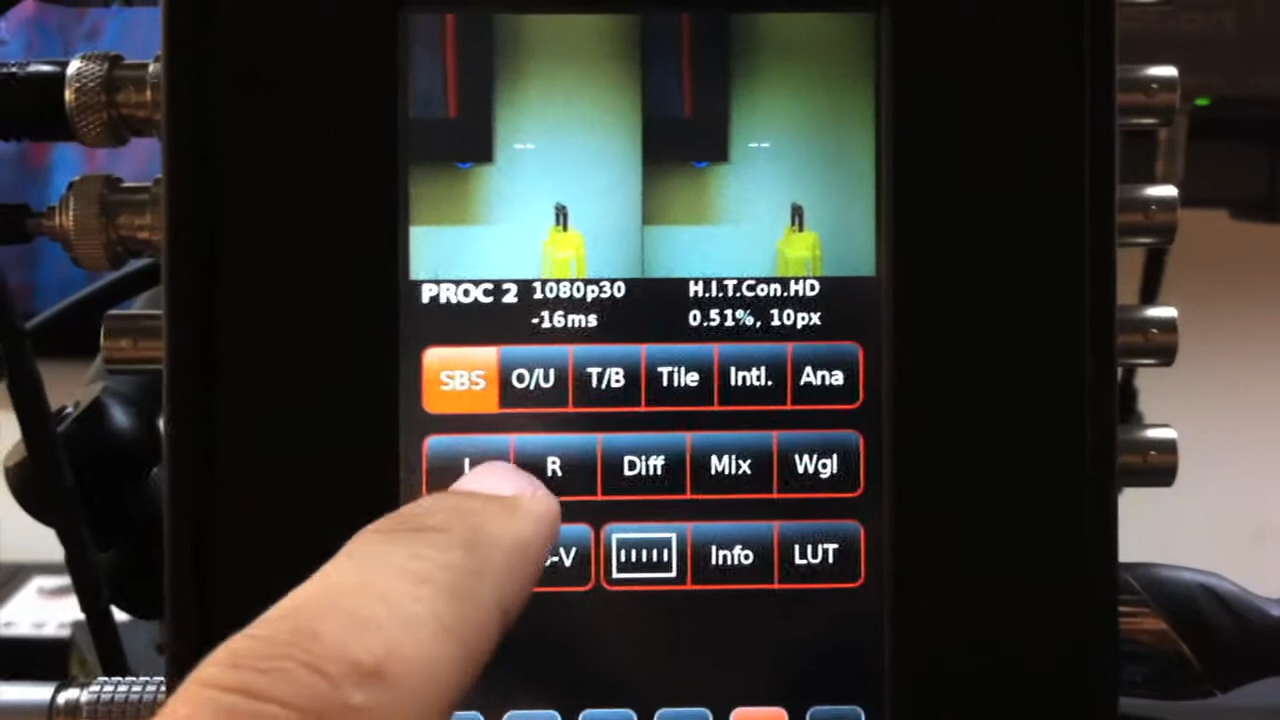 PROC 2 1080p30 H.I.T.Con.HD
-16ms 0.51%, 10px
SBS O/U T/B Tile Intl. Ana
R Diff Mix Wgl
-V Info LUT